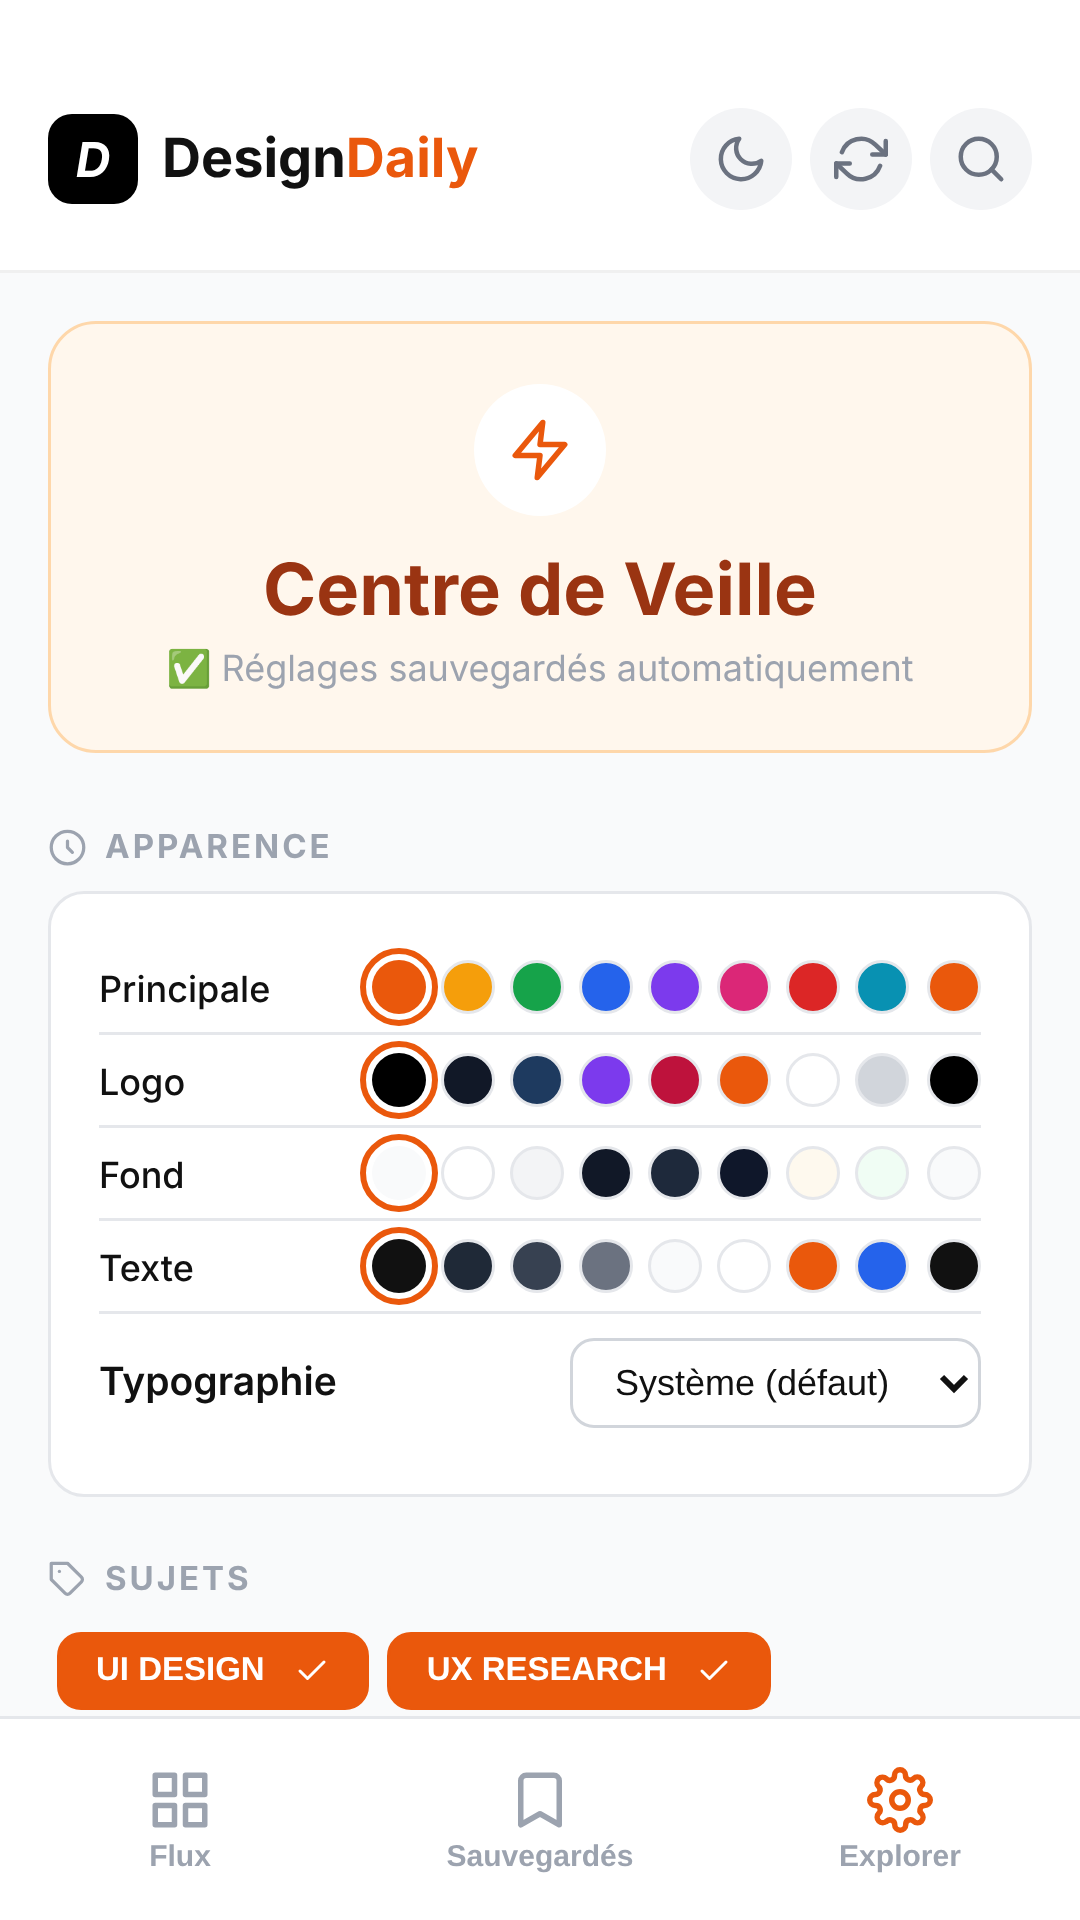 D DesignDaily
Centre de Veille
✅ Réglages sauvegardés automatiquement
APPARENCE
Principale
Logo
Fond
Texte
Typographie Système (défaut)
SUJETS
UI DESIGN UX RESEARCH
Flux Sauvegardés Explorer